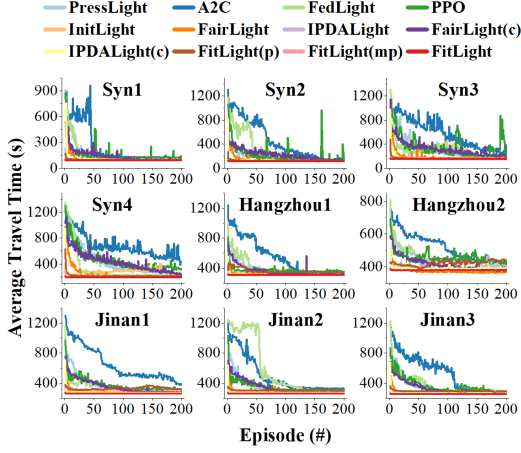 PressLight A2C FedLight PPO
InitLight FairLight IPDALight FairLight(c)
IPDALight(c) FitLight(p) FitLight(mp) FitLight
Average Travel Time (s)
Syn1 Syn2 Syn3
900 600 300 0
1200 800 400
1200 800 400
0 50 100 150 200
0 50 100 150 200
0 50 100 150 200
Syn4 Hangzhou1 Hangzhou2
1200 800 400
1200 800 400
800 600 400
0 50 100 150 200
0 50 100 150 200
0 50 100 150 200
Jinan1 Jinan2 Jinan3
1200 800 400
1200 800 400
1200 800 400
0 50 100 150 200
0 50 100 150 200
0 50 100 150 200
Episode (#)